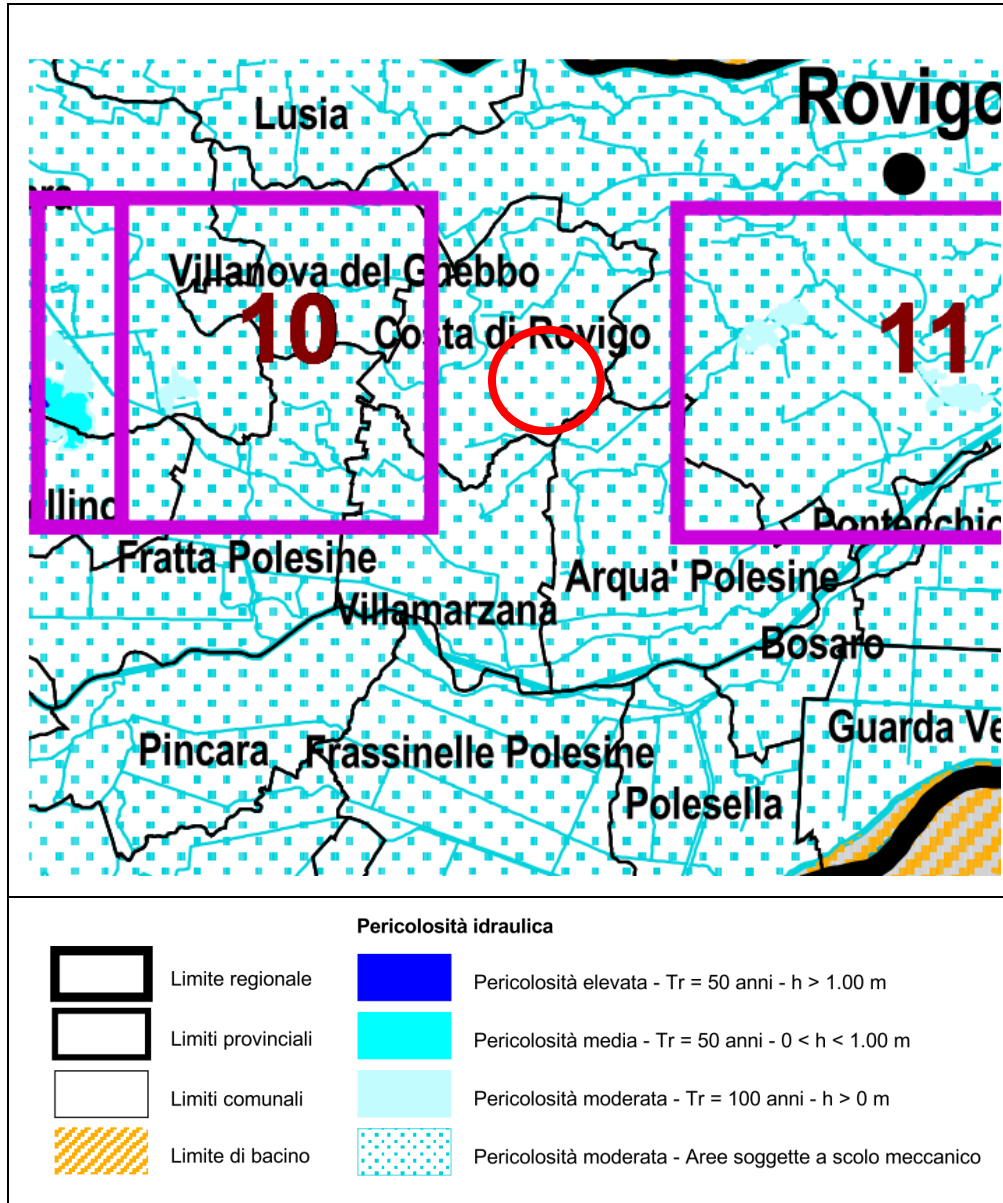 Lusia
Rovigo
Villanova del Ghebbo
10
Costa di Rovigo
11
Pontecchio
Fratta Polesine
Arqua' Polesine
Villamarzana
Bosaro
Guarda Ve
Pincara
Frassinelle Polesine
Polesella
Pericolosità idraulica
Limite regionale
Pericolosità elevata - Tr = 50 anni - h > 1.00 m
Limiti provinciali
Pericolosità media - Tr = 50 anni - 0 < h < 1.00 m
Limiti comunali
Pericolosità moderata - Tr = 100 anni - h > 0 m
Limite di bacino
Pericolosità moderata - Aree soggette a scolo meccanico